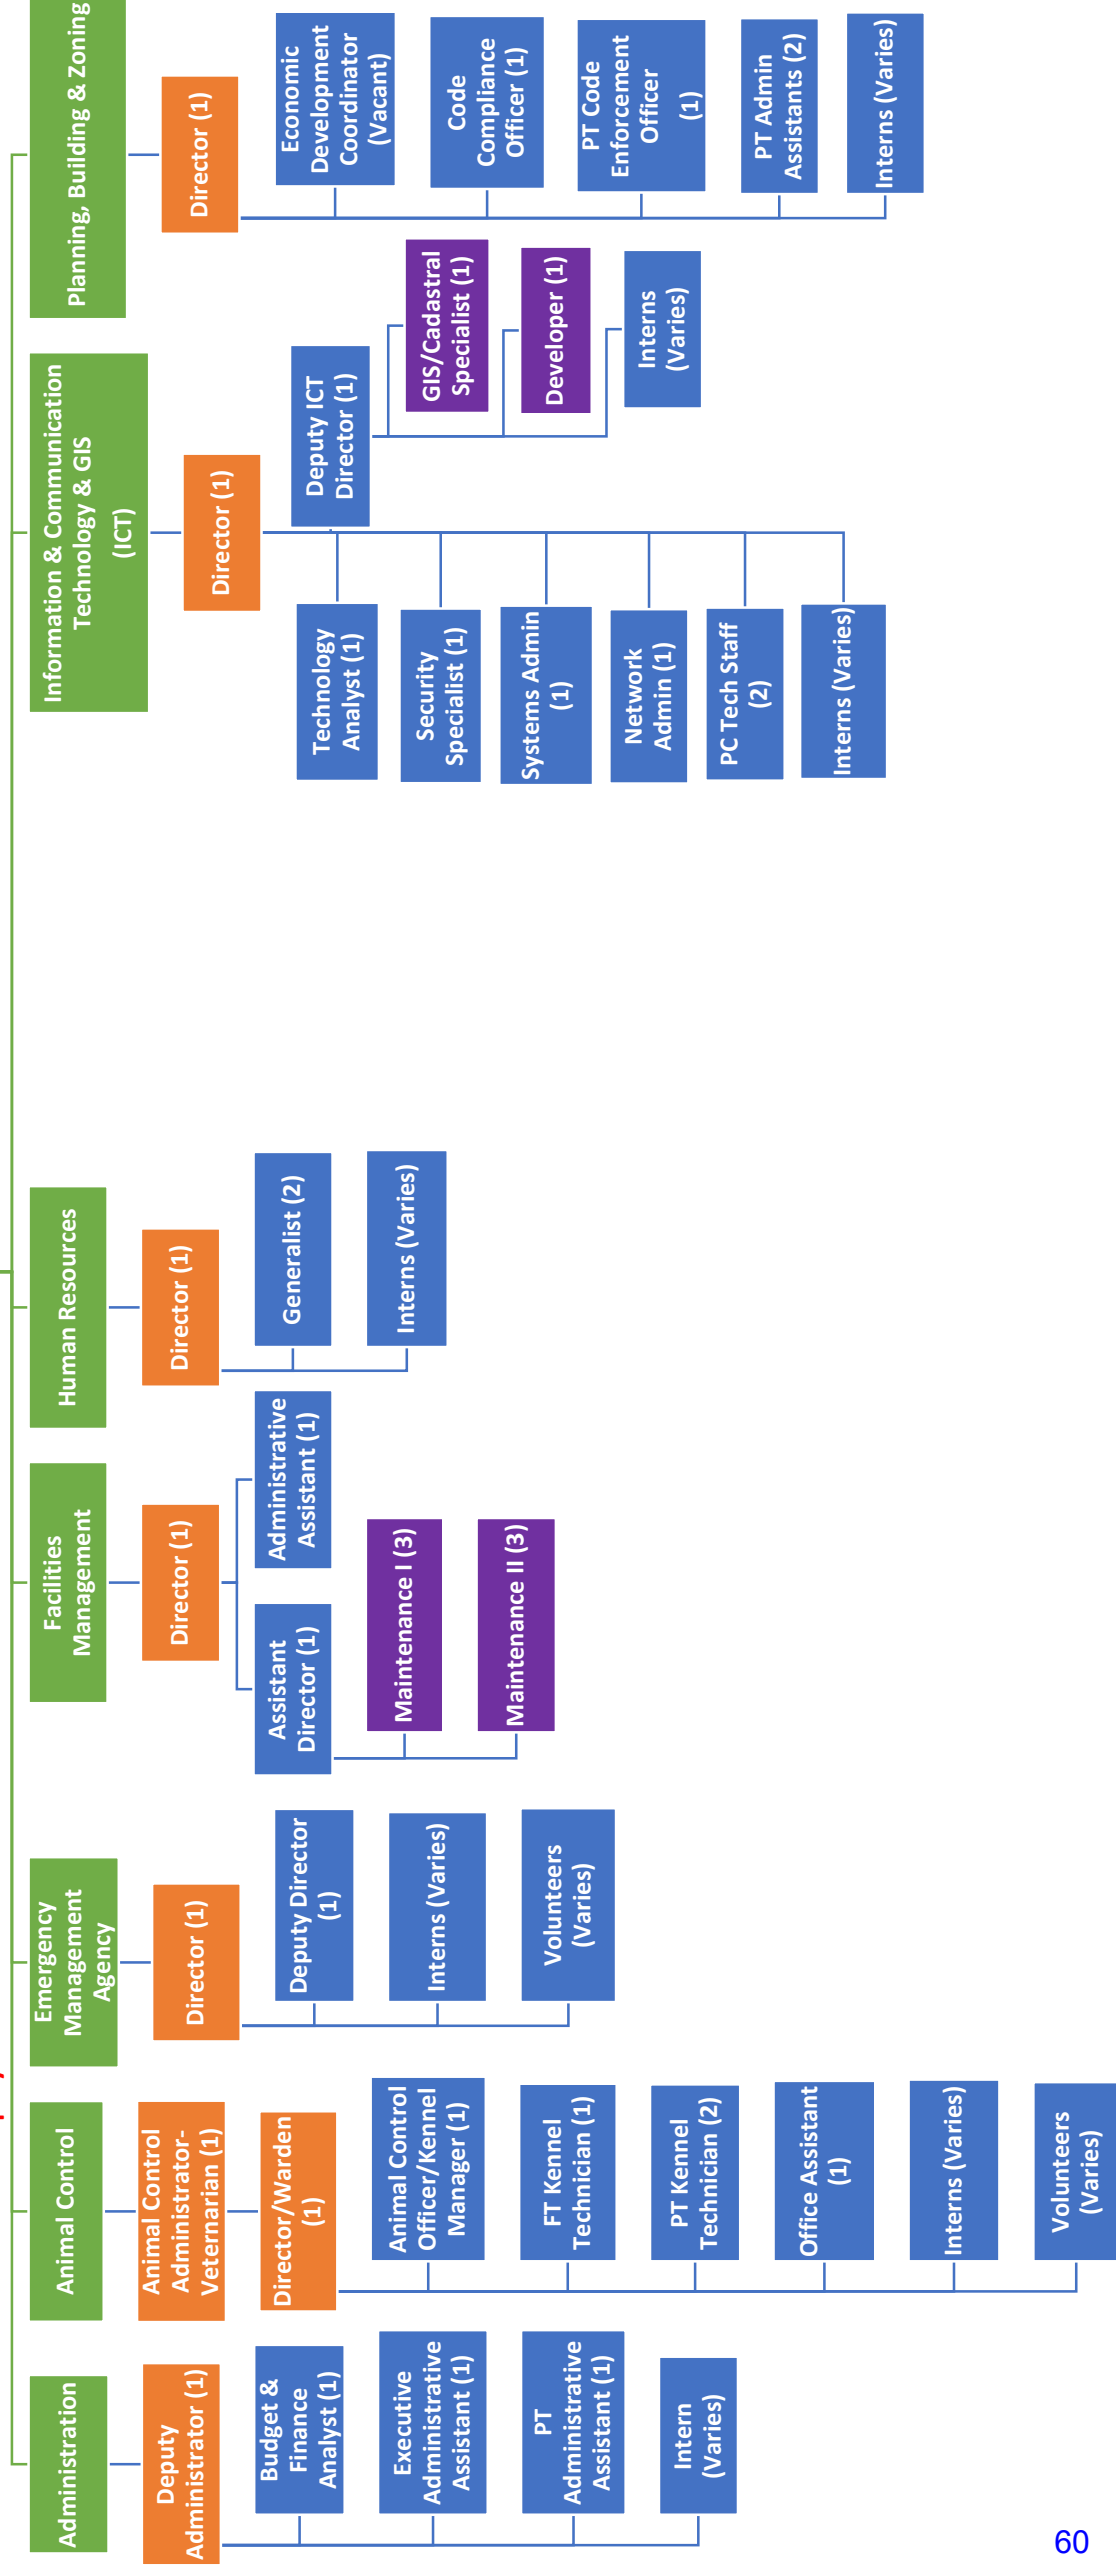 Administration
Deputy
Administrator (1)
Budget &
Finance
Analyst (1)
Executive
Administrative
Assistant (1)
PT
Administrative
Assistant (1)
Intern
(Varies)
Animal Control
Animal Control
Administrator-
Veternarian (1)
Director/Warden
(1)
Animal Control
Officer/Kennel
Manager (1)
FT Kennel
Technician (1)
PT Kennel
Technician (2)
Office Assistant
(1)
Interns (Varies)
Volunteers
(Varies)
Emergency
Management
Agency
Director (1)
Deputy Director
(1)
Interns (Varies)
Volunteers
(Varies)
Facilities
Management
Director (1)
Assistant
Director (1)
Administrative
Assistant (1)
Maintenance I (3)
Maintenance II (3)
Human Resources
Director (1)
Generalist (2)
Interns (Varies)
Information & Communication
Technology & GIS
(ICT)
Director (1)
Technology
Analyst (1)
Security
Specialist (1)
Systems Admin
(1)
Network
Admin (1)
PC Tech Staff
(2)
Interns (Varies)
Deputy ICT
Director (1)
GIS/Cadastral
Specialist (1)
Developer (1)
Interns
(Varies)
Planning, Building & Zoning
Director (1)
Economic
Development
Coordinator
(Vacant)
Code
Compliance
Officer (1)
PT Code
Enforcement
Officer
(1)
PT Admin
Assistants (2)
Interns (Varies)
60